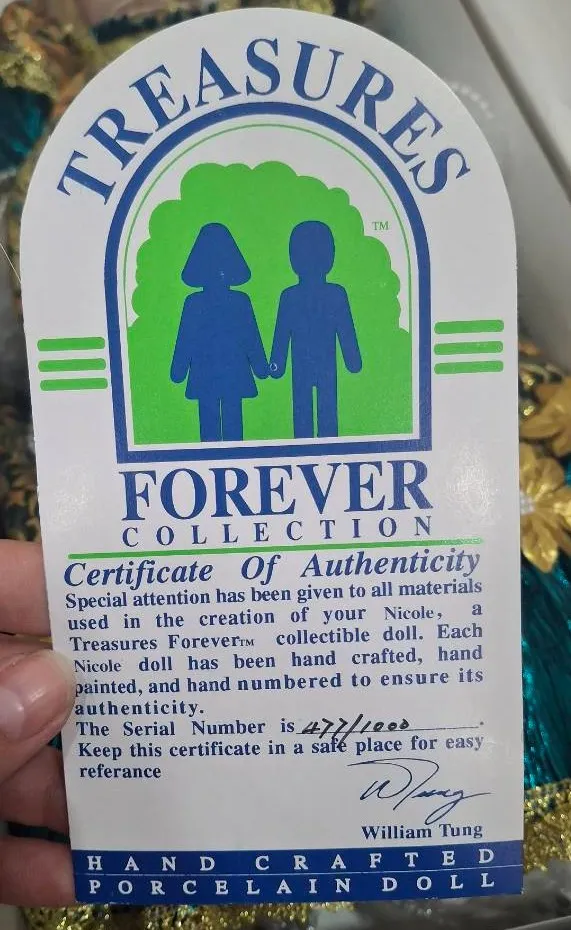 TREASURES
TM
FOREVER
COLLECTION
Certificate Of Authenticity
Special attention has been given to all materials
used in the creation of your Nicole, a
Treasures Forever™ collectible doll. Each
Nicole doll has been hand crafted, hand
painted, and hand numbered to ensure its
authenticity.
The Serial Number is 477/1000.
Keep this certificate in a safe place for easy
referance
W Tung
William Tung
HAND CRAFTED
PORCELAIN DOLL